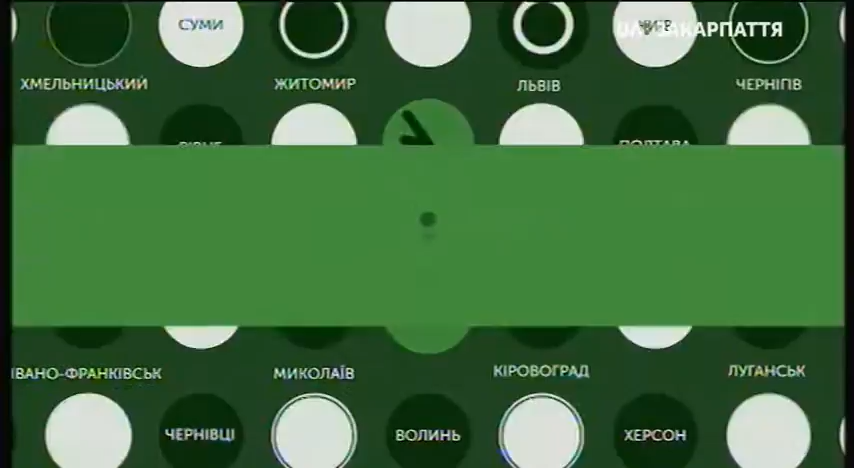 СУМИ
UA: ЗАКАРПАТТЯ
ХМЕЛЬНИЦЬКИЙ
ЖИТОМИР
ЛЬВІВ
ЧЕРНІГІВ
ІВАНО-ФРАНКІВСЬК
МИКОЛАЇВ
КІРОВОГРАД
ЛУГАНСЬК
ЧЕРНІВЦІ
ВОЛИНЬ
ХЕРСОН